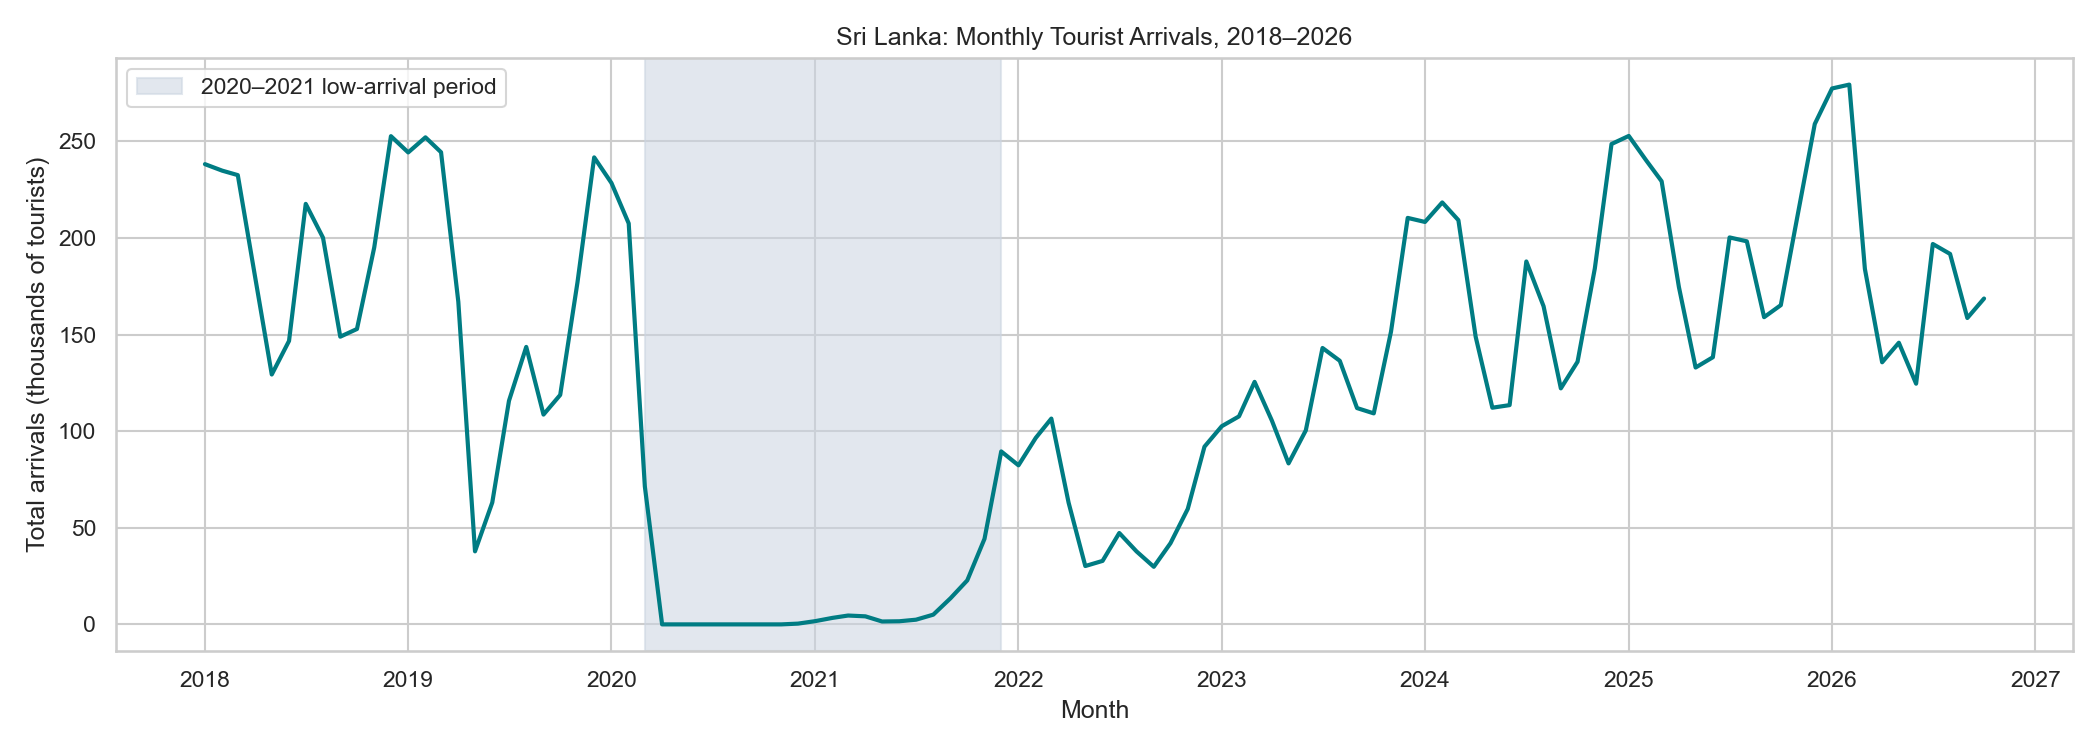 Sri Lanka: Monthly Tourist Arrivals, 2018–2026
2020–2021 low-arrival period
Total arrivals (thousands of tourists)
250
200
150
100
50
0
2018 2019 2020 2021 2022 2023 2024 2025 2026 2027
Month